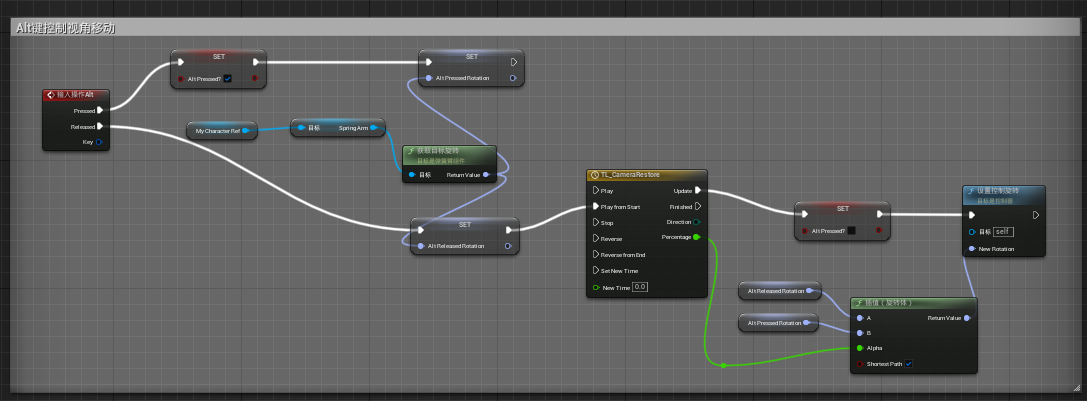 Alt键控制视角移动
SET
Alt Pressed?
SET
Alt Pressed Rotation
输入操作Alt
Pressed
Released
Key
My Character Ref
目标
Spring Arm
获取目标旋转
目标是弹簧臂组件
目标
Return Value
SET
Alt Released Rotation
TL_CameraRestore
Play
Update
Play from Start
Finished
Stop
Direction
Reverse
Percentage
Reverse from End
Set New Time
New Time
0.0
SET
Alt Pressed?
设置控制旋转
目标是控制器
目标
self
New Rotation
Alt Released Rotation
Alt Pressed Rotation
插值（旋转体）
A
Return Value
B
Alpha
Shortest Path